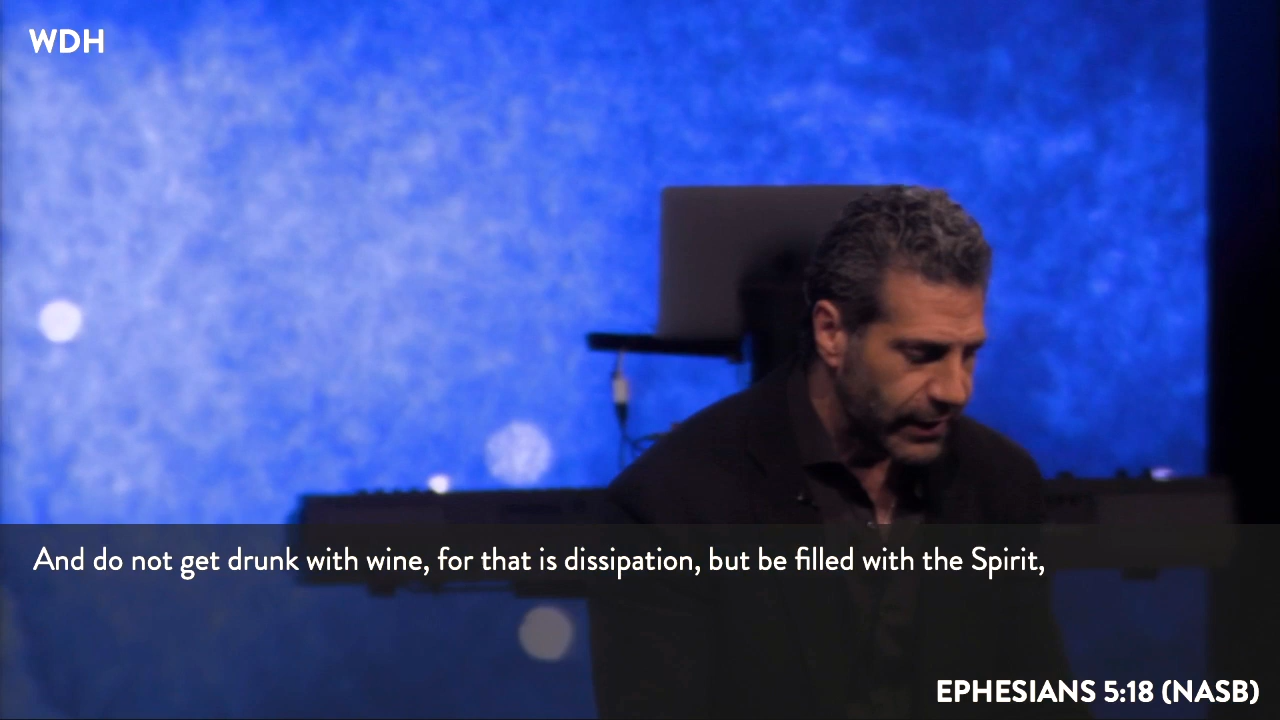 WDH
And do not get drunk with wine, for that is dissipation, but be filled with the Spirit,
EPHESIANS 5:18 (NASB)